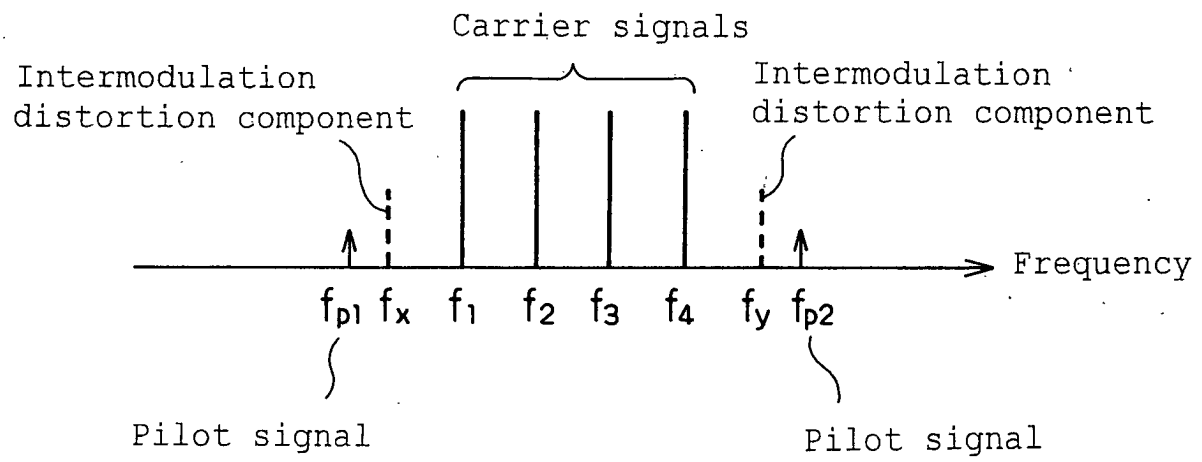 Carrier signals
Intermodulation
distortion component
Intermodulation
distortion component
Frequency
fp1 fx f1 f2 f3 f4 fy fp2
Pilot signal
Pilot signal